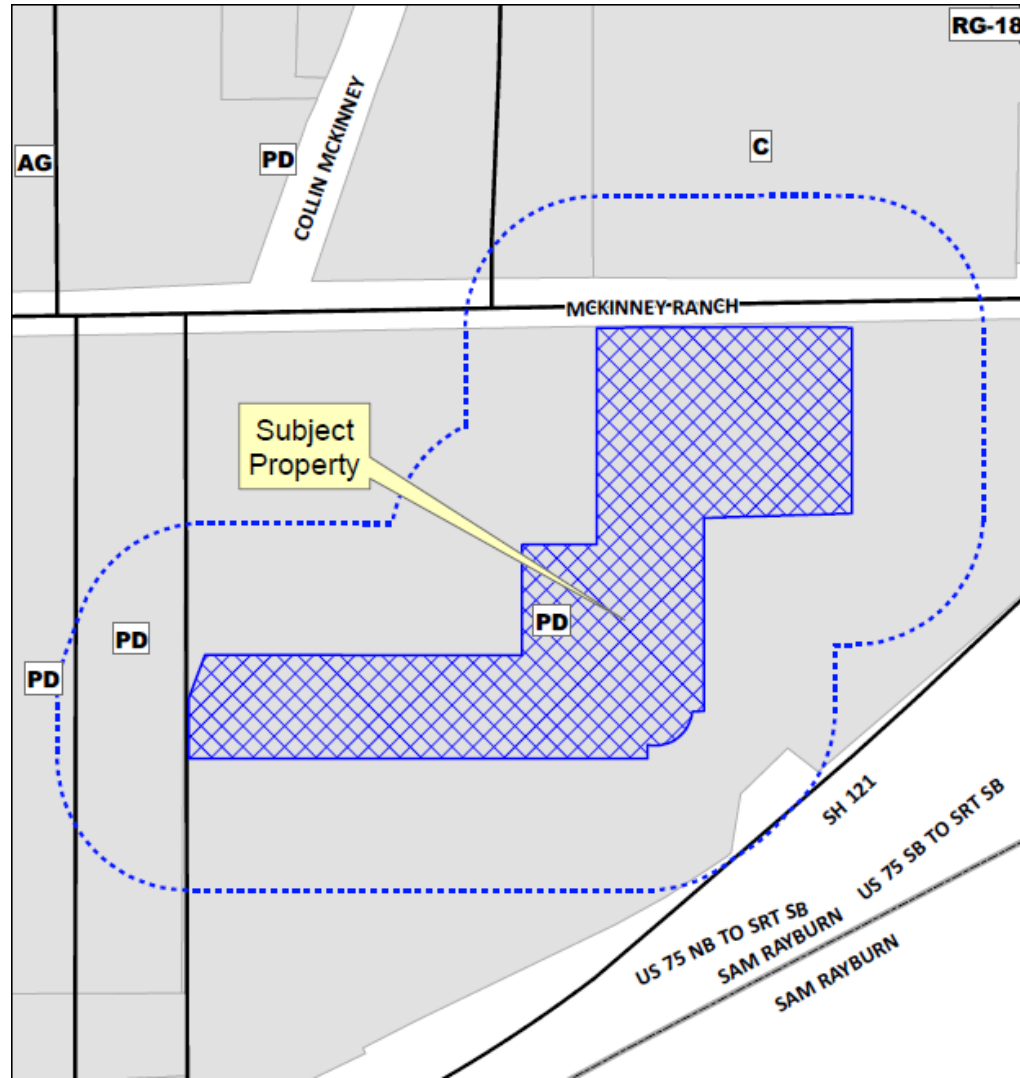 RG-18
AG
PD
COLLIN MCKINNEY
C
MCKINNEY RANCH
Subject
Property
PD
PD
PD
SH 121
US 75 SB TO SRT SB
US 75 NB TO SRT SB
SAM RAYBURN
SAM RAYBURN